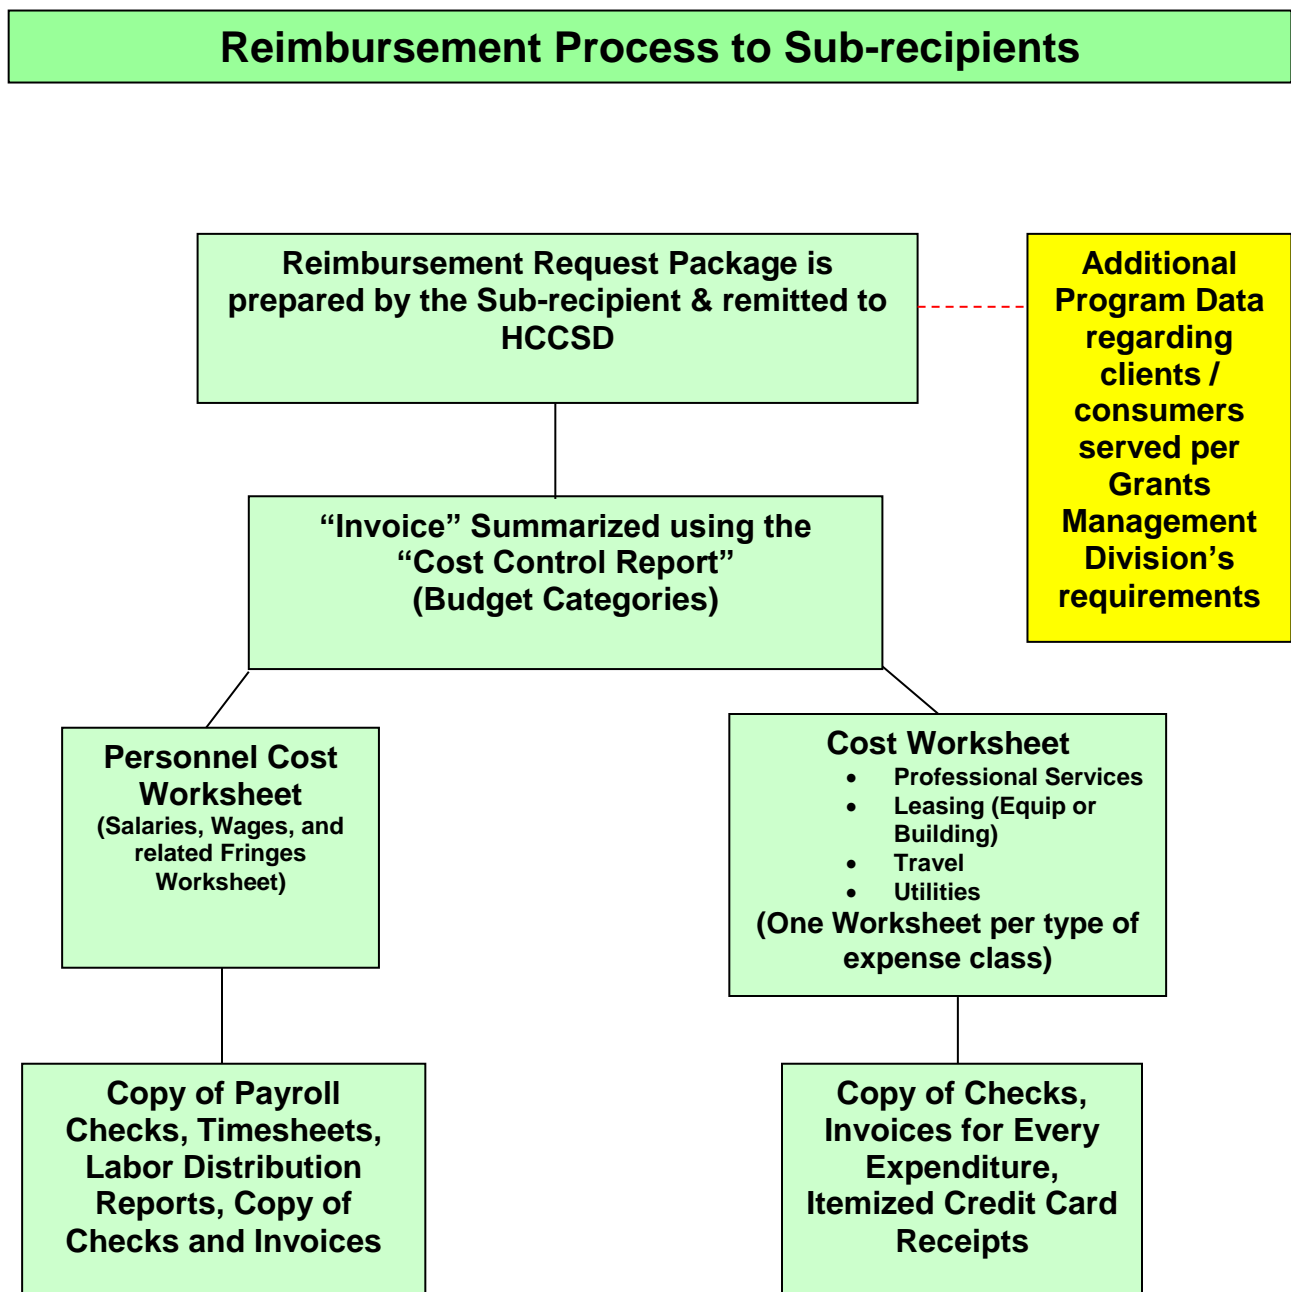 Reimbursement Process to Sub-recipients
Reimbursement Request Package is
prepared by the Sub-recipient & remitted to
HCCSD
Additional
Program Data
regarding
clients /
consumers
served per
Grants
Management
Division’s
requirements
“Invoice” Summarized using the
“Cost Control Report”
(Budget Categories)
Personnel Cost
Worksheet
(Salaries, Wages, and
related Fringes
Worksheet)
Cost Worksheet
• Professional Services
• Leasing (Equip or
Building)
• Travel
• Utilities
(One Worksheet per type of
expense class)
Copy of Payroll
Checks, Timesheets,
Labor Distribution
Reports, Copy of
Checks and Invoices
Copy of Checks,
Invoices for Every
Expenditure,
Itemized Credit Card
Receipts